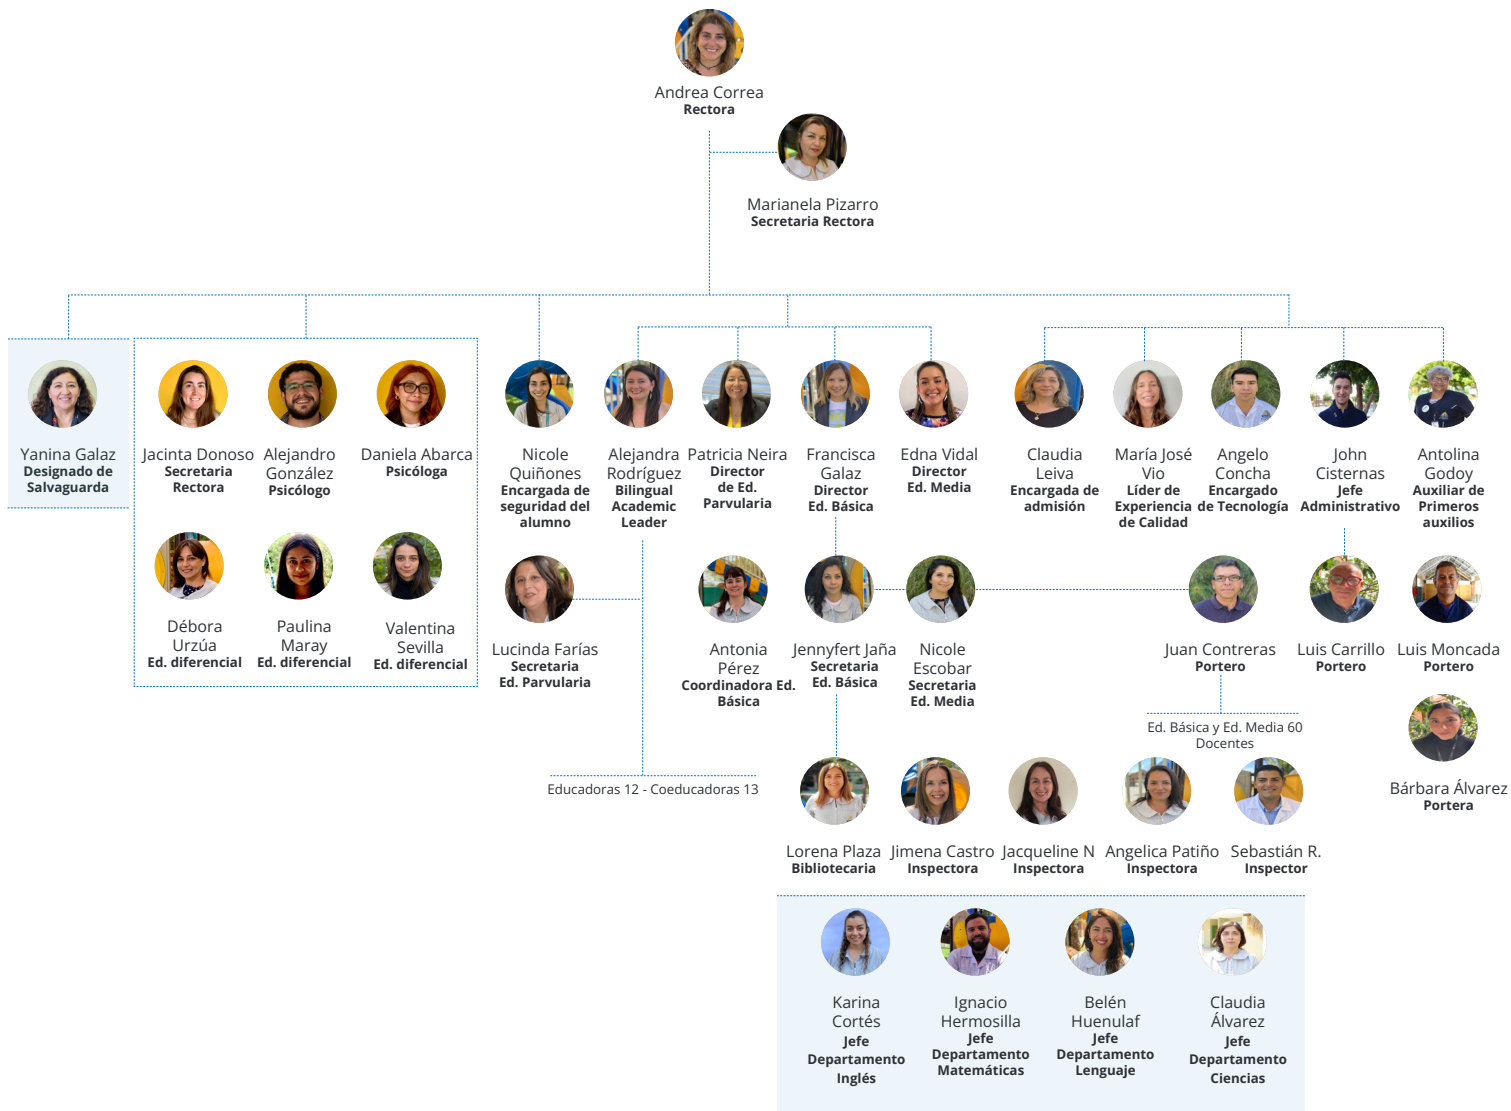 Andrea Correa
Rectora
Marianela Pizarro
Secretaria Rectora
Yanina Galaz
Designado de
Salvaguarda
Jacinta Donoso
Secretaria
Rectora
Alejandro
González
Psicólogo
Daniela Abarca
Psicóloga
Nicole
Quiñones
Encargada de
seguridad del
alumno
Alejandra
Rodríguez
Bilingual
Academic
Leader
Patricia Neira
Director
de Ed.
Parvularia
Francisca
Galaz
Director
Ed. Básica
Edna Vidal
Director
Ed. Media
Claudia
Leiva
Encargada de
admisión
María José
Vio
Líder de
Experiencia
de Calidad
Angelo
Concha
Encargado
de Tecnología
John
Cisternas
Jefe
Administrativo
Antolina
Godoy
Auxiliar de
Primeros
auxilios
Débora
Urzúa
Ed. diferencial
Paulina
Maray
Ed. diferencial
Valentina
Sevilla
Ed. diferencial
Lucinda Farías
Secretaria
Ed. Parvularia
Antonia
Pérez
Coordinadora Ed.
Básica
Jennyfert Jaña
Secretaria
Ed. Básica
Nicole
Escobar
Secretaria
Ed. Media
Juan Contreras
Portero
Luis Carrillo
Portero
Luis Moncada
Portero
Ed. Básica y Ed. Media 60
Docentes
Bárbara Álvarez
Portera
Educadoras 12 - Coeducadoras 13
Lorena Plaza
Bibliotecaria
Jimena Castro
Inspectora
Jacqueline N
Inspectora
Angelica Patiño
Inspectora
Sebastián R.
Inspector
Karina
Cortés
Jefe
Departamento
Inglés
Ignacio
Hermosilla
Jefe
Departamento
Matemáticas
Belén
Huenulaf
Jefe
Departamento
Lenguaje
Claudia
Álvarez
Jefe
Departamento
Ciencias